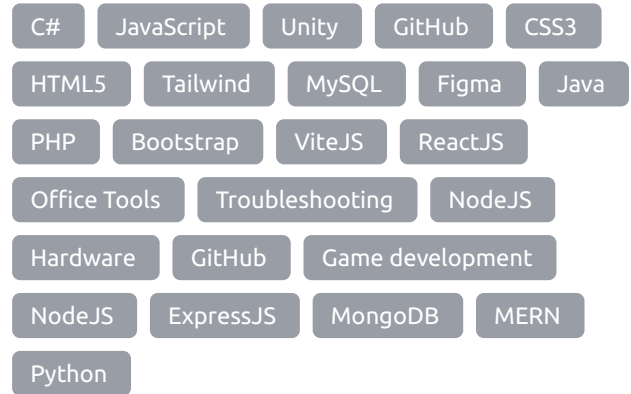 C# JavaScript Unity GitHub CSS3
HTML5 Tailwind MySQL Figma Java
PHP Bootstrap ViteJS ReactJS
Office Tools Troubleshooting NodeJS
Hardware GitHub Game development
NodeJS ExpressJS MongoDB MERN
Python